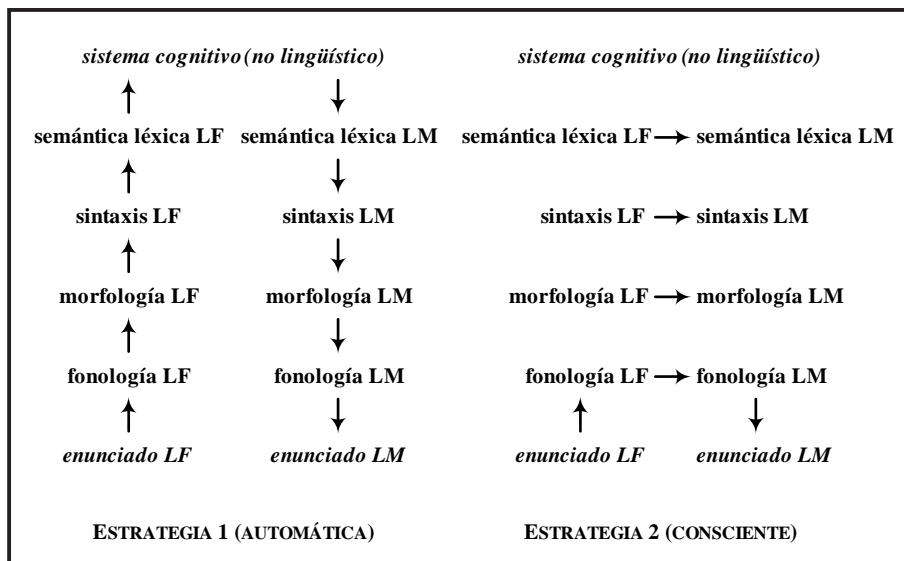 sistema cognitivo (no lingüístico) sistema cognitivo (no lingüístico)
semántica léxica LF semántica léxica LM semántica léxica LF → semántica léxica LM
sintaxis LF sintaxis LM sintaxis LF → sintaxis LM
morfología LF morfología LM morfología LF → morfología LM
fonología LF fonología LM fonología LF → fonología LM
enunciado LF enunciado LM enunciado LF enunciado LM
ESTRATEGIA 1 (AUTOMÁTICA) ESTRATEGIA 2 (CONSCIENTE)